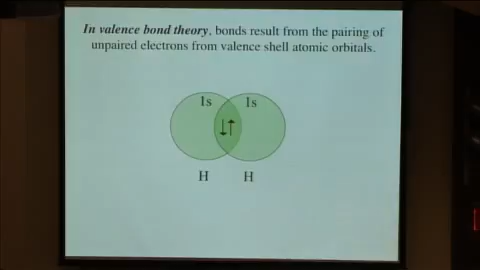 In valence bond theory, bonds result from the pairing of
unpaired electrons from valence shell atomic orbitals.
1s 1s
H H